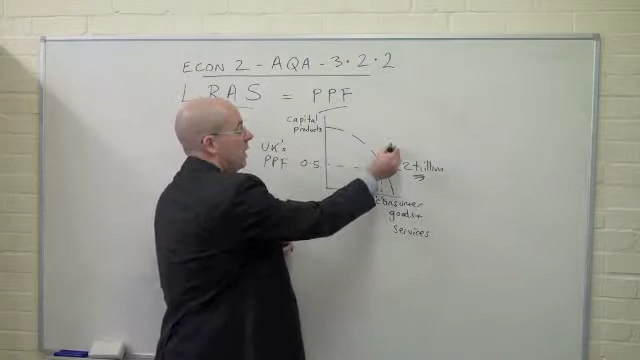 ECON 2 - AQA - 3.2.2
LRAS = PPF
capital
products
UK's
PPF 0.5
2 trillion
consumer
goods +
services